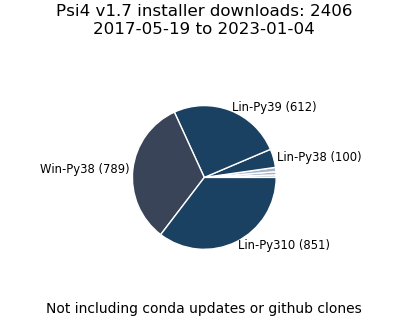 Psi4 v1.7 installer downloads: 2406
2017-05-19 to 2023-01-04
Lin-Py39 (612)
Lin-Py38 (100)
Win-Py38 (789)
Lin-Py310 (851)
Not including conda updates or github clones